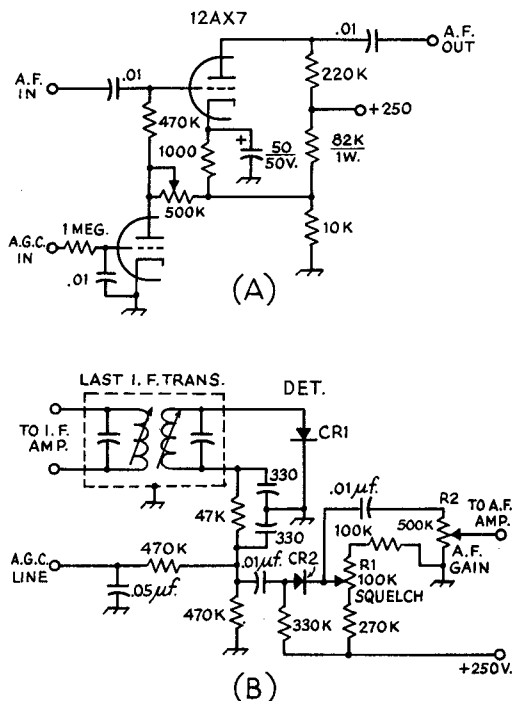 12AX7
A.F. IN
.01
.01
A.F. OUT
220K
+250
470K
1000
+
50/50V.
82K/1W.
500K
10K
A.G.C. IN
1 MEG.
.01
(A)
LAST I.F. TRANS.
DET.
TO I.F. AMP.
CR1
330
47K
330
.01µf.
R2
TO A.F. AMP.
500K
A.F. GAIN
100K
A.G.C. LINE
470K
.05µf.
.01µf.
CR2
R1
100K
SQUELCH
470K
330K
270K
+250V.
(B)